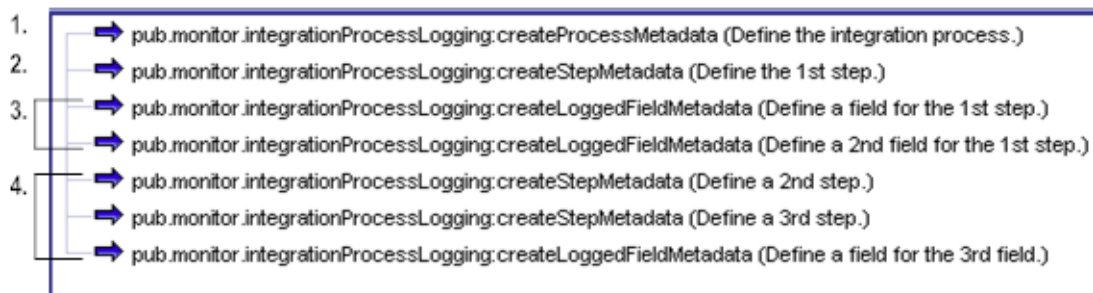 1. pub.monitor.integrationProcessLogging:createProcessMetadata (Define the integration process.)
2. pub.monitor.integrationProcessLogging:createStepMetadata (Define the 1st step.)
3. pub.monitor.integrationProcessLogging:createLoggedFieldMetadata (Define a field for the 1st step.)
pub.monitor.integrationProcessLogging:createLoggedFieldMetadata (Define a 2nd field for the 1st step.)
4. pub.monitor.integrationProcessLogging:createStepMetadata (Define a 2nd step.)
pub.monitor.integrationProcessLogging:createStepMetadata (Define a 3rd step.)
pub.monitor.integrationProcessLogging:createLoggedFieldMetadata (Define a field for the 3rd field.)